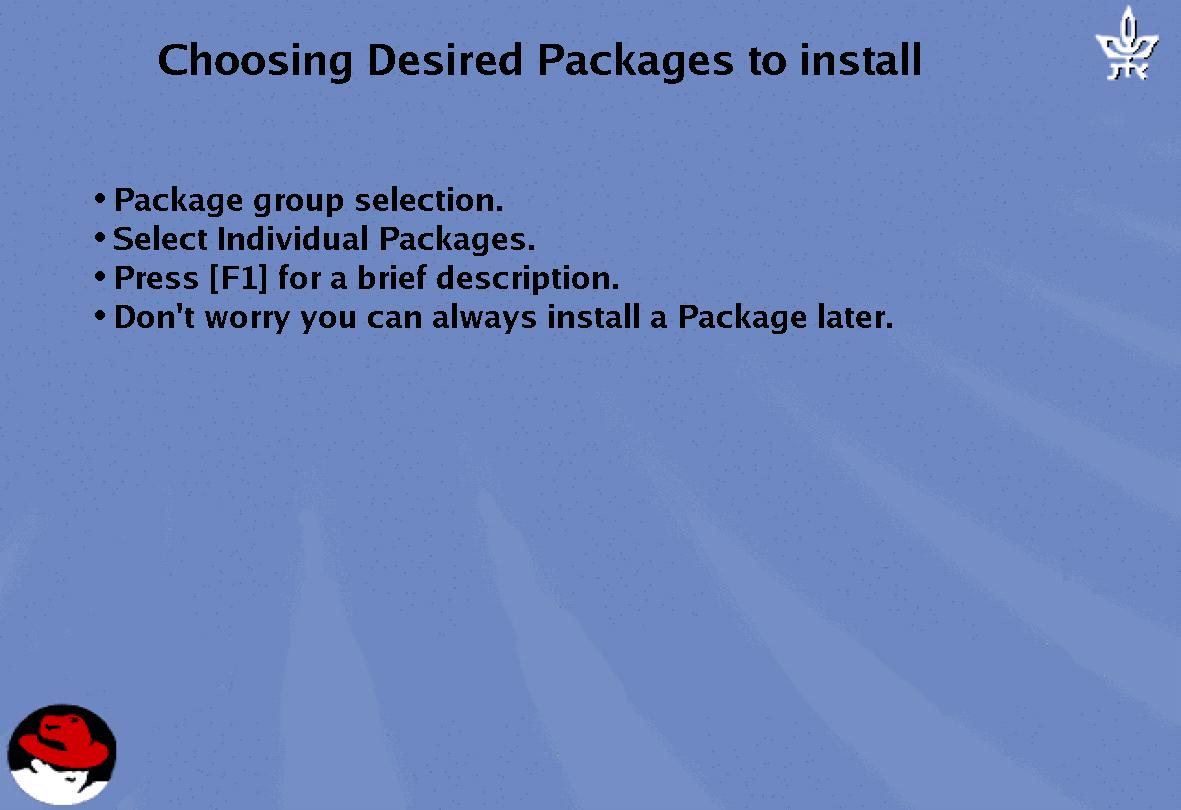 Choosing Desired Packages to install
• Package group selection.
• Select Individual Packages.
• Press [F1] for a brief description.
• Don't worry you can always install a Package later.